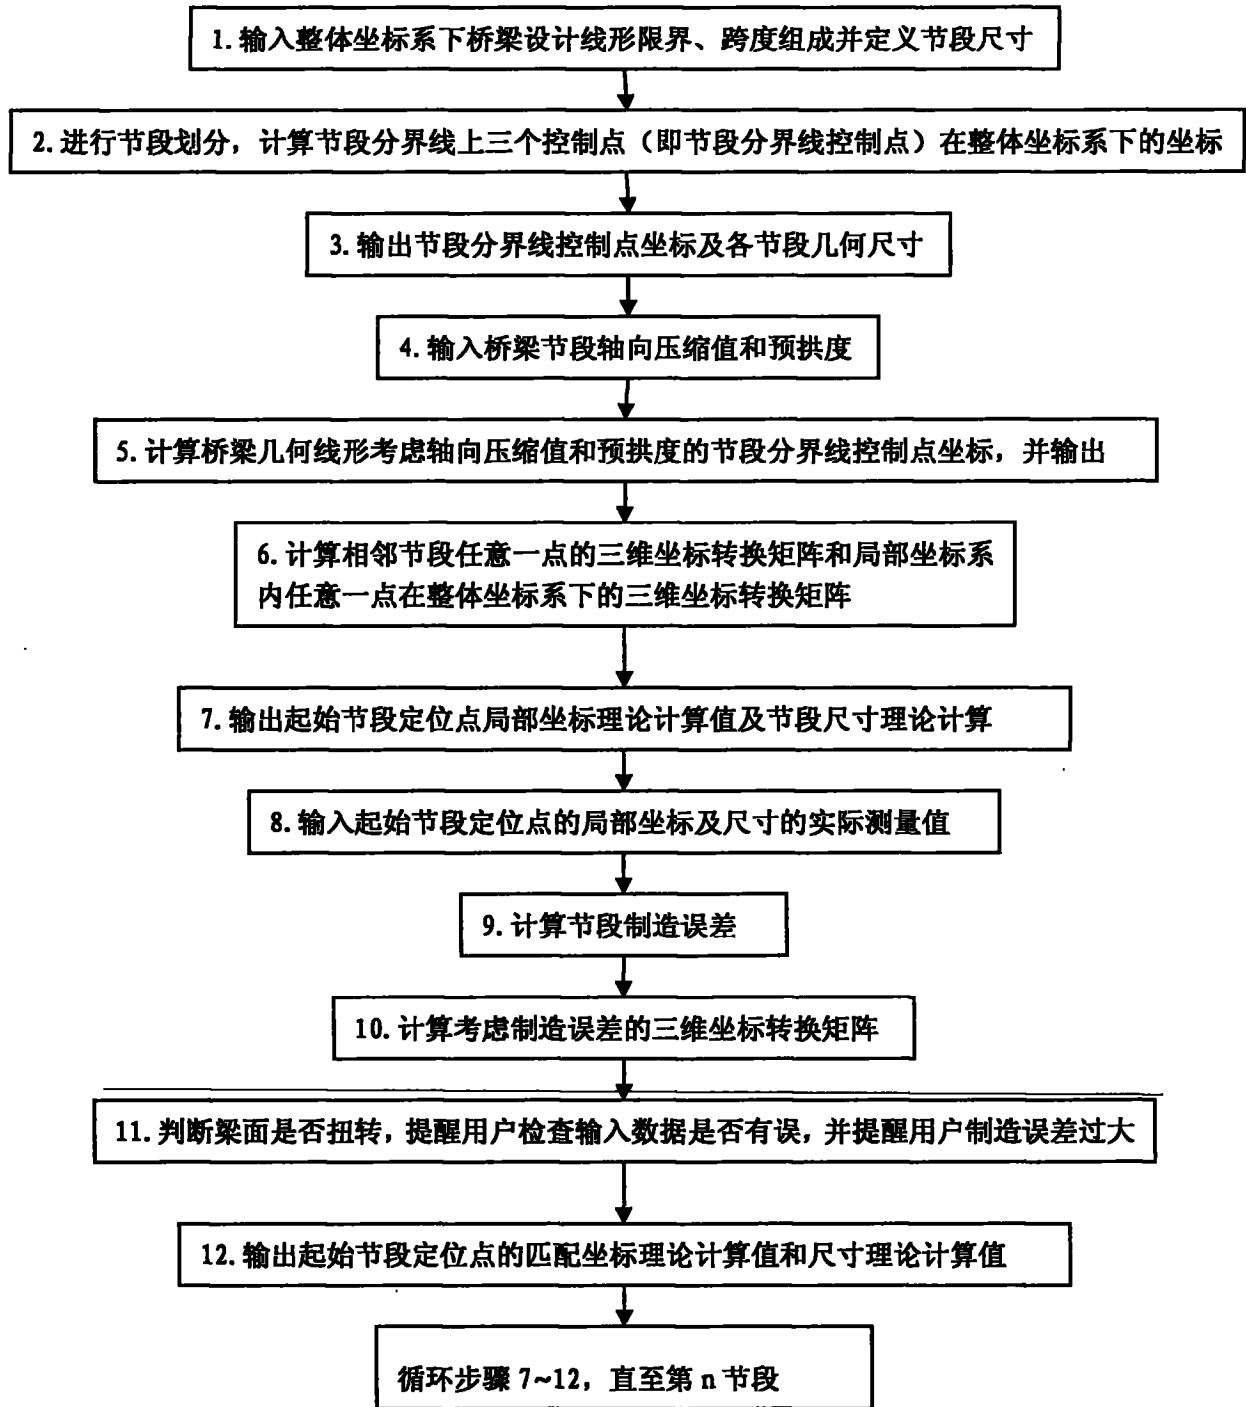 1.输入整体坐标系下桥梁设计线形限界、跨度组成并定义节段尺寸
2.进行节段划分，计算节段分界线上三个控制点（即节段分界线控制点）在整体坐标系下的坐标
3.输出节段分界线控制点坐标及各节段几何尺寸
4.输入桥梁节段轴向压缩值和预拱度
5.计算桥梁几何线形考虑轴向压缩值和预拱度的节段分界线控制点坐标，并输出
6.计算相邻节段任意一点的三维坐标转换矩阵和局部坐标系
内任意一点在整体坐标系下的三维坐标转换矩阵
7.输出起始节段定位点局部坐标理论计算值及节段尺寸理论计算
8.输入起始节段定位点的局部坐标及尺寸的实际测量值
9.计算节段制造误差
10.计算考虑制造误差的三维坐标转换矩阵
11.判断梁面是否扭转，提醒用户检查输入数据是否有误，并提醒用户制造误差过大
12.输出起始节段定位点的匹配坐标理论计算值和尺寸理论计算值
循环步骤 7~12，直至第 n 节段